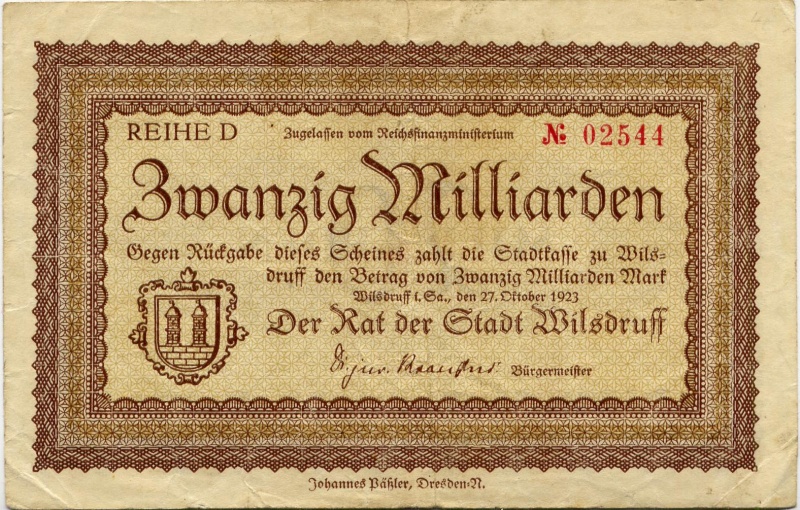 REIHE D
Zugelassen vom Reichsfinanzministerium
№ 02544
Zwanzig Milliarden
Gegen Rückgabe dieses Scheines zahlt die Stadtkasse zu Wils-
druff den Betrag von Zwanzig Milliarden Mark
Wilsdruff i. Sa., den 27. Oktober 1923
Der Rat der Stadt Wilsdruff
Bürgermeister
Johannes Päßler, Dresden-N.